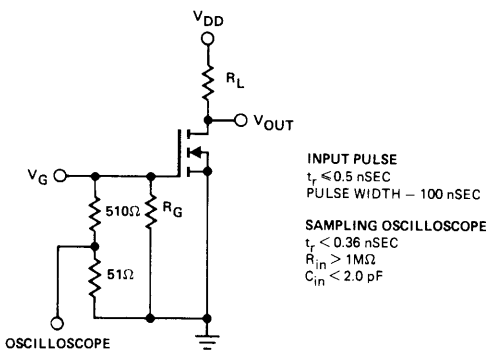 V_DD
R_L
V_OUT
V_G
510Ω
R_G
51Ω
OSCILLOSCOPE
INPUT PULSE
t_r ≤ 0.5 nSEC
PULSE WIDTH – 100 nSEC
SAMPLING OSCILLOSCOPE
t_r < 0.36 nSEC
R_in > 1MΩ
C_in < 2.0 pF